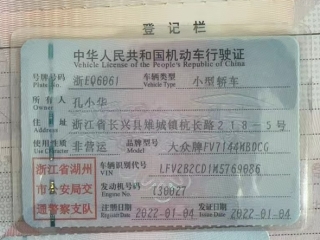 登记栏
中华人民共和国机动车行驶证
Vehicle License of the People's Republic of China
号牌号码 浙EQ6661 车辆类型 小型轿车
Plate No. Vehicle Type
所有人 孔小华
Owner
住址 浙江省长兴县雉城镇杭长路218-5号
Address
使用性质 非营运 品牌型号 大众牌FV7144MBDCG
浙江省湖州
市公安局交
通警察支队
车辆识别代号 LFV2B2CD1M5769086
VIN
发动机号码 T30027
Engine No.
注册日期 2022-01-04 发证日期 2022-01-04
Register Date Issue Date